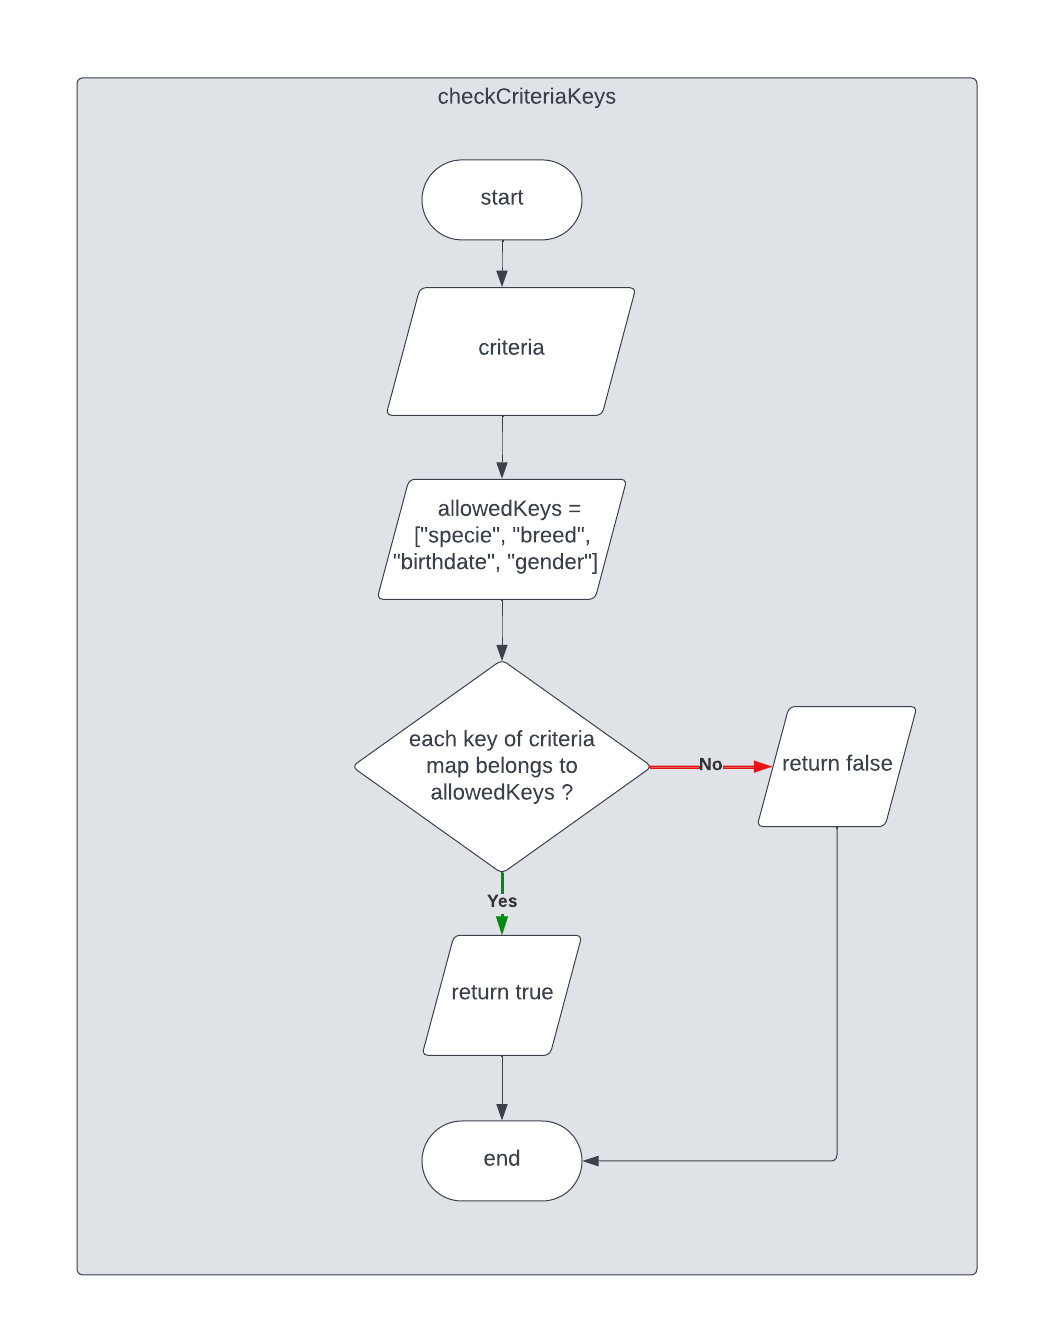 checkCriteriaKeys
start
criteria
allowedKeys =
["specie", "breed",
"birthdate", "gender"]
each key of criteria
map belongs to
allowedKeys ?
No
return false
Yes
return true
end